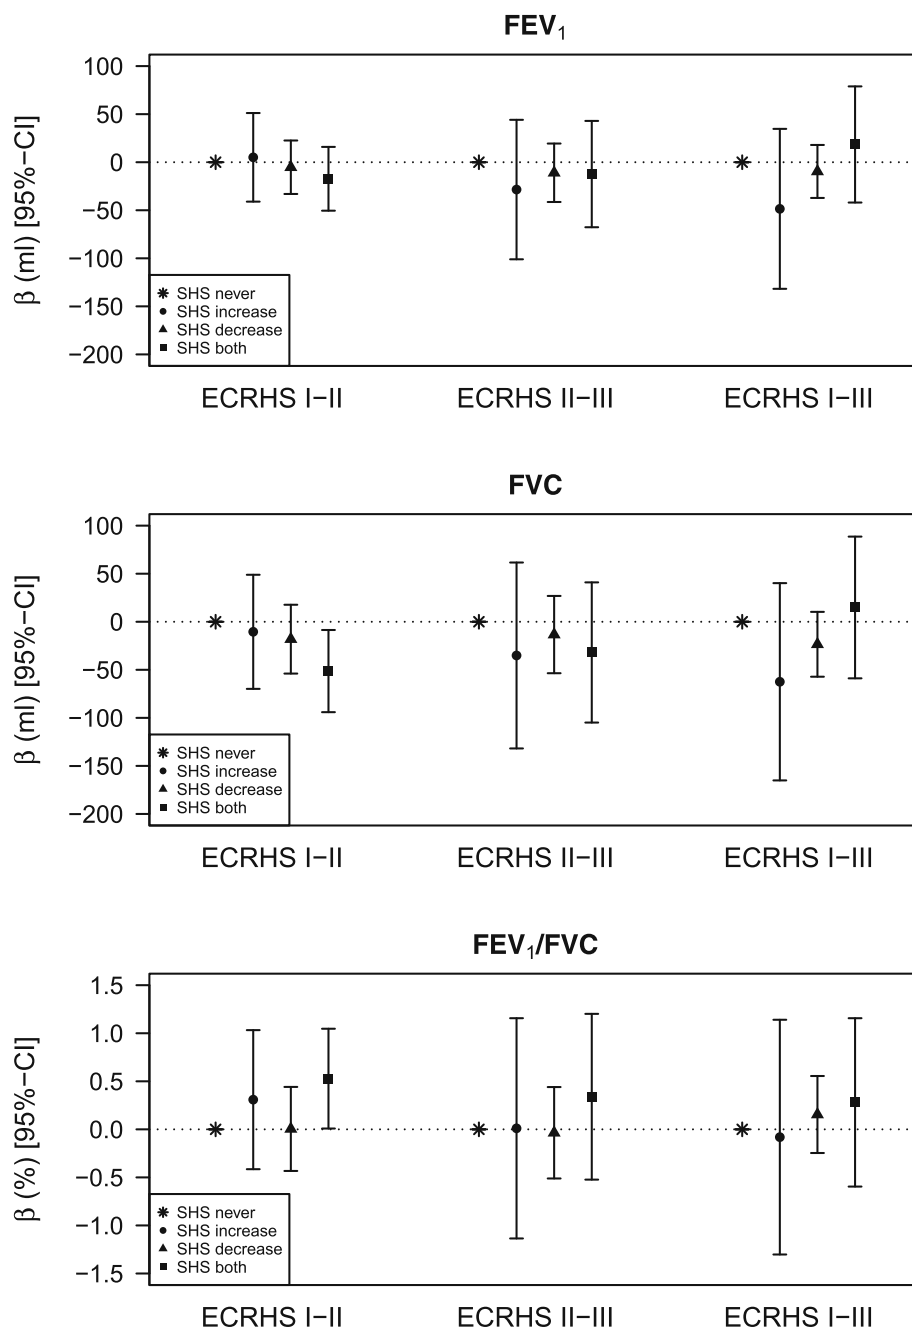 FEV₁
β (ml) [95%−CI]
100
50
0
−50
−100
−150
−200
SHS never
SHS increase
SHS decrease
SHS both
ECRHS I−II
ECRHS II−III
ECRHS I−III
FVC
β (ml) [95%−CI]
100
50
0
−50
−100
−150
−200
SHS never
SHS increase
SHS decrease
SHS both
ECRHS I−II
ECRHS II−III
ECRHS I−III
FEV₁/FVC
β (%) [95%−CI]
1.5
1.0
0.5
0.0
−0.5
−1.0
−1.5
SHS never
SHS increase
SHS decrease
SHS both
ECRHS I−II
ECRHS II−III
ECRHS I−III